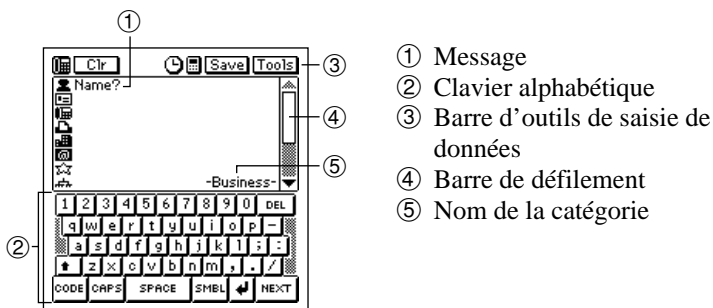 ①
Clr Save Tools
③
Name?
④
⑤
-Business-
1 2 3 4 5 6 7 8 9 0 DEL
q w e r t y u i o p -
a s d f g h j k l ; :
②
z x c v b n m , . /
CODE CAPS SPACE SMBL NEXT
① Message
② Clavier alphabétique
③ Barre d’outils de saisie de
données
④ Barre de défilement
⑤ Nom de la catégorie